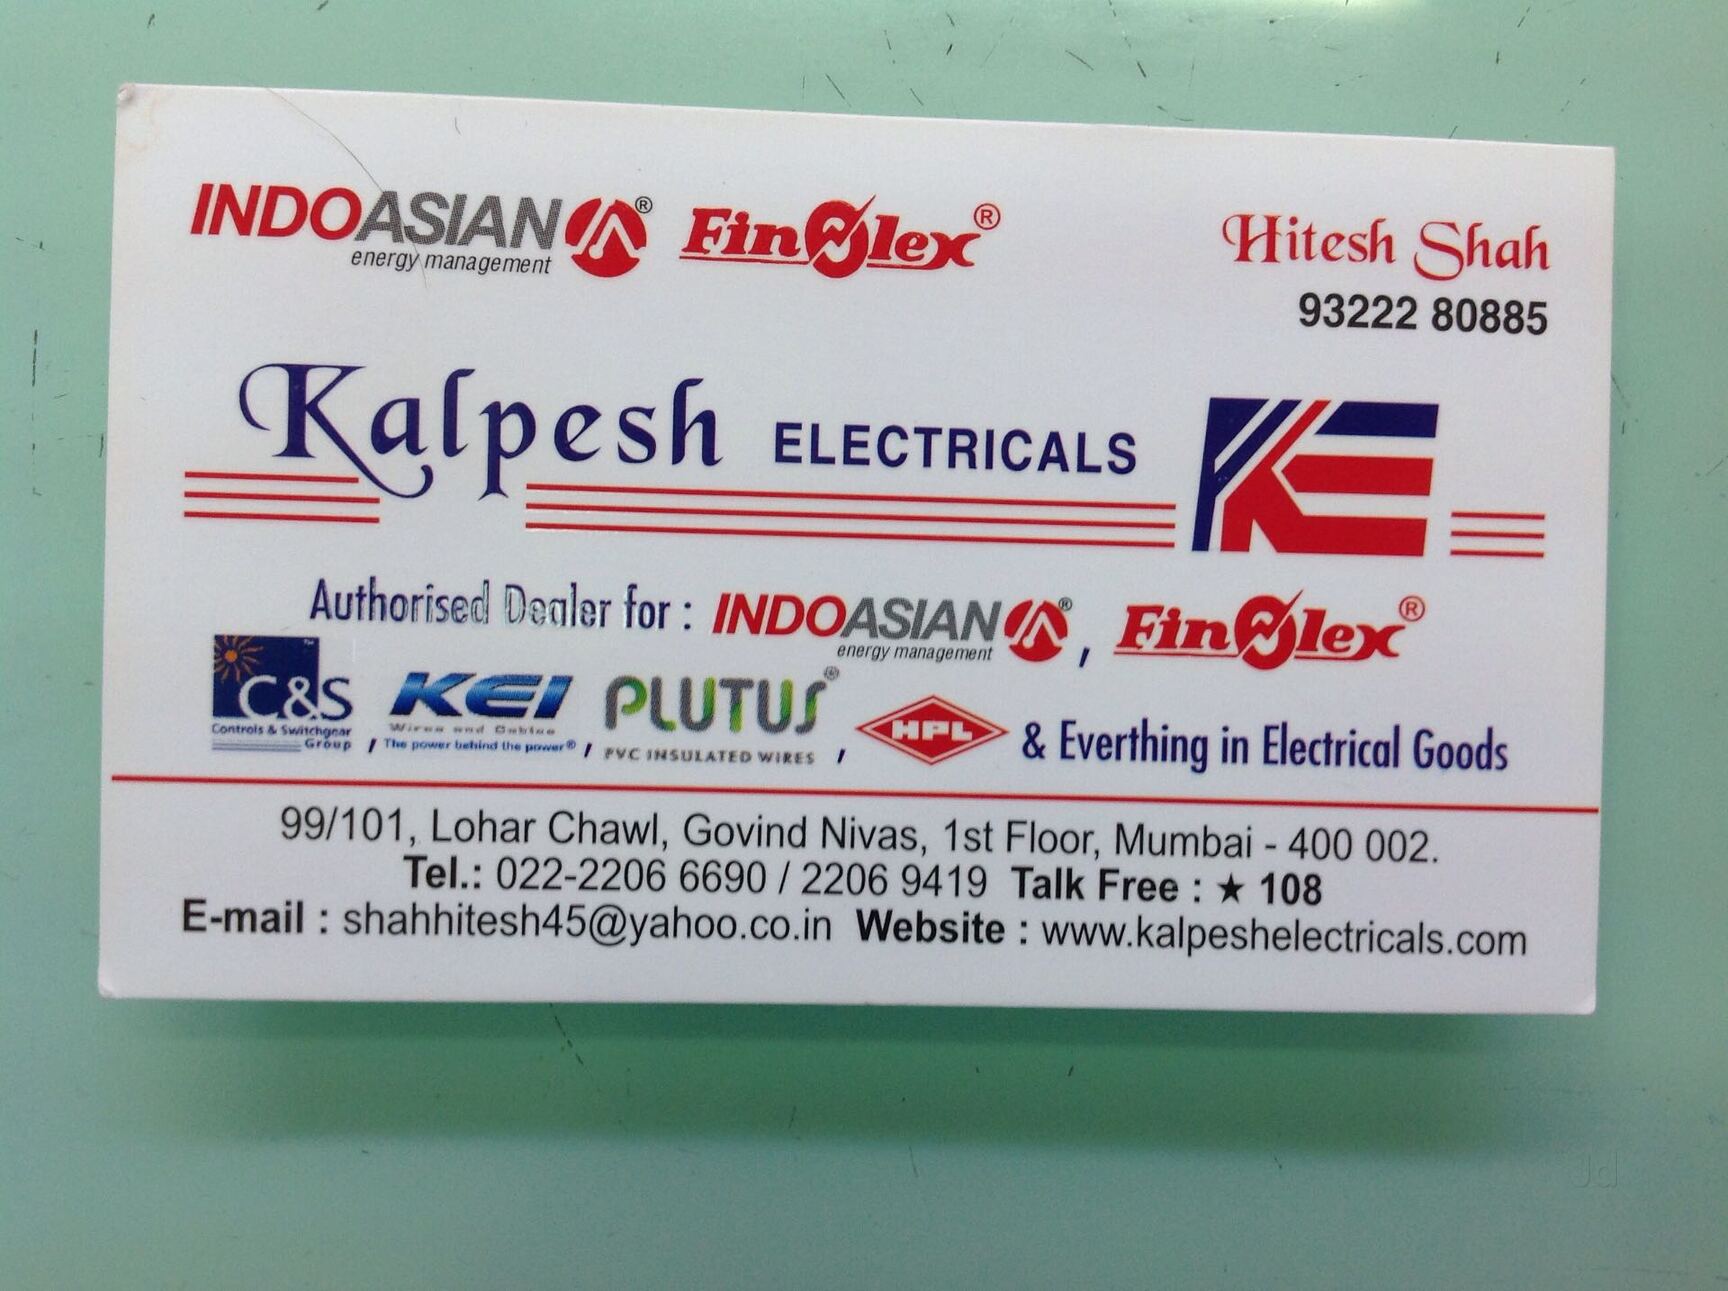 INDOASIAN® Finolex® Hitesh Shah
energy management
93222 80885
Kalpesh ELECTRICALS KE
Authorised Dealer for : INDOASIAN®, Finolex®
energy management
C&S KEI PLUTUS® HPL & Everthing in Electrical Goods
Controls & Switchgear Group, Wires and Cables
The power behind the power®, PVC INSULATED WIRES,
99/101, Lohar Chawl, Govind Nivas, 1st Floor, Mumbai - 400 002.
Tel.: 022-2206 6690 / 2206 9419 Talk Free : ★ 108
E-mail : shahhitesh45@yahoo.co.in Website : www.kalpeshelectricals.com
Jd